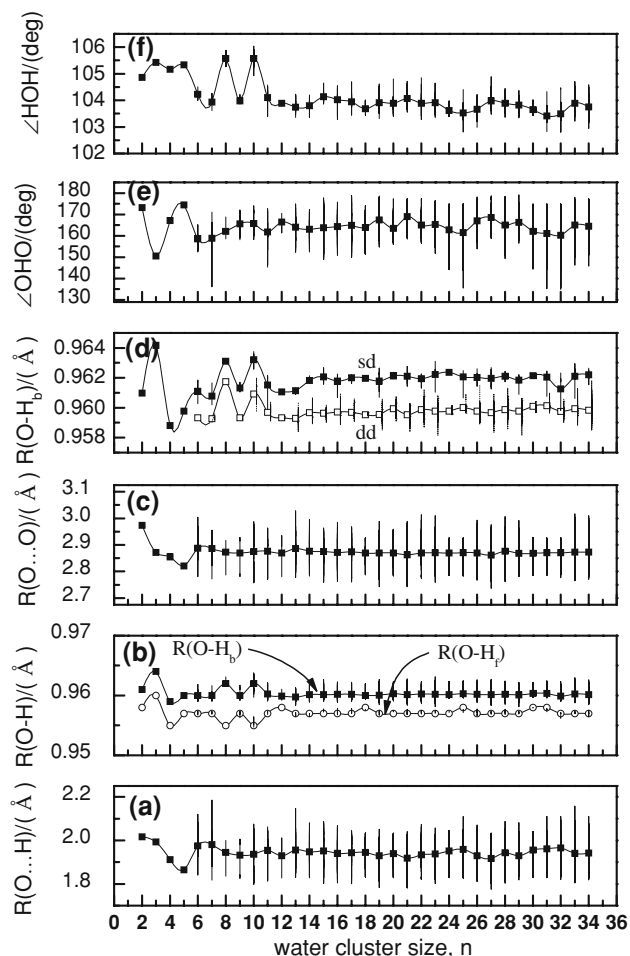 (f)
∠HOH/(deg)
106
105
104
103
102
(e)
∠OHO/(deg)
180
170
160
150
140
130
(d)
R(O-H_b)/( Å )
0.964
0.962
0.960
0.958
sd
dd
(c)
R(O...O)/( Å )
3.1
3.0
2.9
2.8
2.7
(b)
R(O-H)/( Å )
0.97
0.96
0.95
R(O-H_b)
R(O-H_f)
(a)
R(O...H)/( Å )
2.2
2.0
1.8
0 2 4 6 8 10 12 14 16 18 20 22 24 26 28 30 32 34 36
water cluster size, n